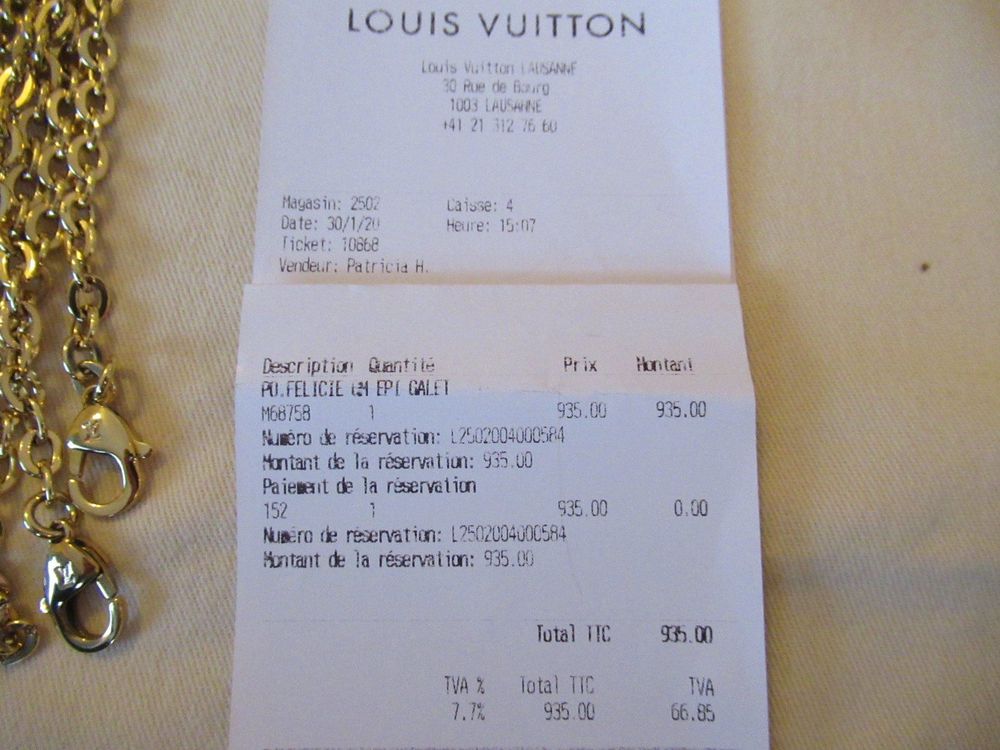 LOUIS VUITTON
Louis Vuitton LAUSANNE
30 Rue de Bourg
1003 LAUSANNE
+41 21 312 76 60
Magasin: 2502 Caisse: 4
Date: 30/1/20 Heure: 15:07
Ticket: 10868
Vendeur: Patricia H.
Description Quantité Prix Montant
PO.FELICIE GM EPI GALET
M68758 1 935.00 935.00
Numéro de réservation: L2502004000584
Montant de la réservation: 935.00
Paiement de la réservation
152 1 935.00 0.00
Numéro de réservation: L2502004000584
Montant de la réservation: 935.00
Total TTC 935.00
TVA % Total TTC TVA
7.7% 935.00 66.85